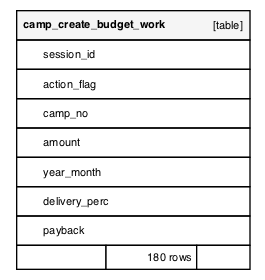 camp_create_budget_work [table]
session_id
action_flag
camp_no
amount
year_month
delivery_perc
payback
180 rows